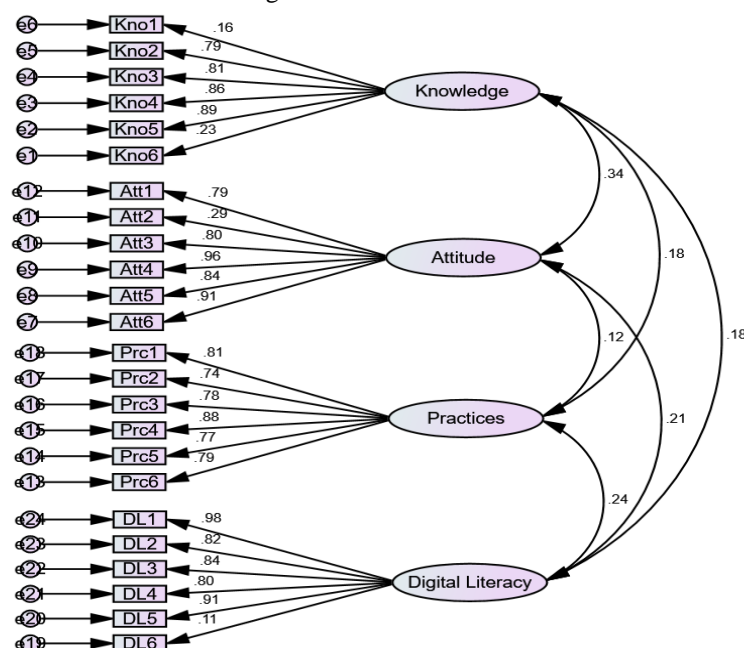 e6 Kno1 .16
e5 Kno2 .79
e4 Kno3 .81
e3 Kno4 .86
e2 Kno5 .89
e1 Kno6 .23
Knowledge
e12 Att1 .79
e11 Att2 .29
e10 Att3 .80
e9 Att4 .96
e8 Att5 .84
e7 Att6 .91
Attitude
e18 Prc1 .81
e17 Prc2 .74
e16 Prc3 .78
e15 Prc4 .88
e14 Prc5 .77
e13 Prc6 .79
Practices
e24 DL1 .98
e23 DL2 .82
e22 DL3 .84
e21 DL4 .80
e20 DL5 .91
e19 DL6 .11
Digital Literacy
.34
.18
.12
.18
.21
.24